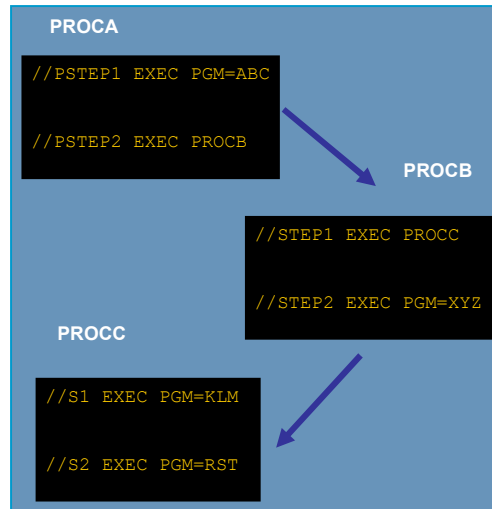 PROCA
//PSTEP1 EXEC PGM=ABC
//PSTEP2 EXEC PROCB
PROCB
//STEP1 EXEC PROCC
//STEP2 EXEC PGM=XYZ
PROCC
//S1 EXEC PGM=KLM
//S2 EXEC PGM=RST